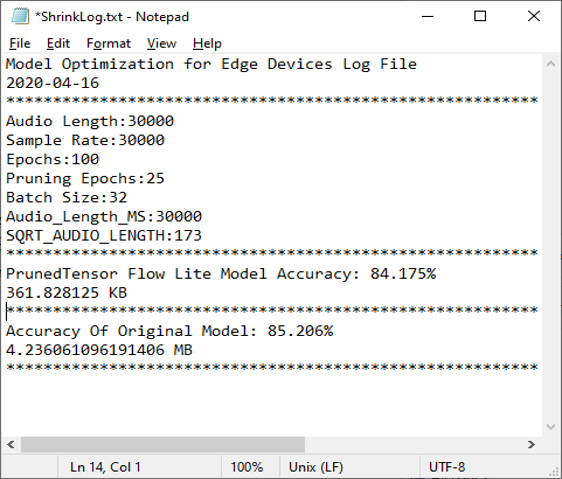 *ShrinkLog.txt - Notepad
File Edit Format View Help
Model Optimization for Edge Devices Log File
2020-04-16
*********************************************************
Audio Length:30000
Sample Rate:30000
Epochs:100
Pruning Epochs:25
Batch Size:32
Audio_Length_MS:30000
SQRT_AUDIO_LENGTH:173
*********************************************************
PrunedTensor Flow Lite Model Accuracy: 84.175%
361.828125 KB
*********************************************************
Accuracy Of Original Model: 85.206%
4.236061096191406 MB
*********************************************************
Ln 14, Col 1 100% Unix (LF) UTF-8